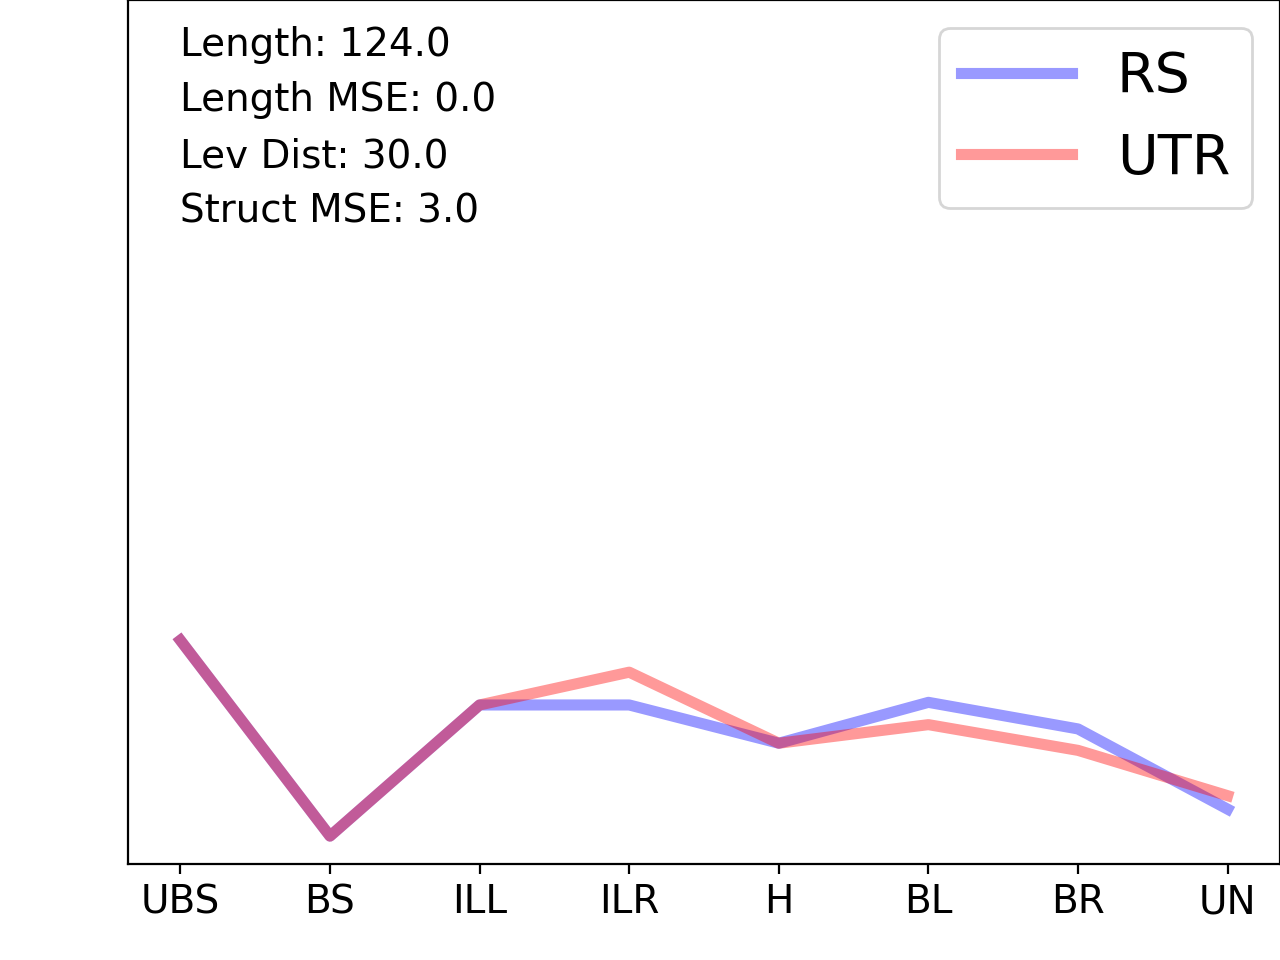 Length: 124.0
Length MSE: 0.0
Lev Dist: 30.0
Struct MSE: 3.0
RS
UTR
UBS BS ILL ILR H BL BR UN